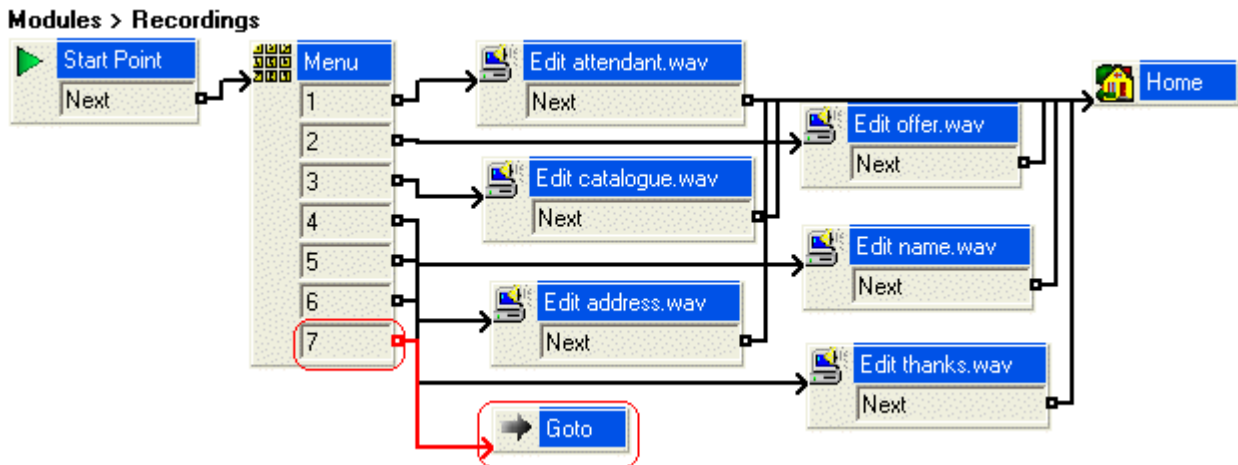 Modules > Recordings
Start Point
Next
Menu
1
2
3
4
5
6
7
Edit attendant.wav
Next
Edit offer.wav
Next
Edit catalogue.wav
Next
Edit name.wav
Next
Edit address.wav
Next
Edit thanks.wav
Next
Goto
Home